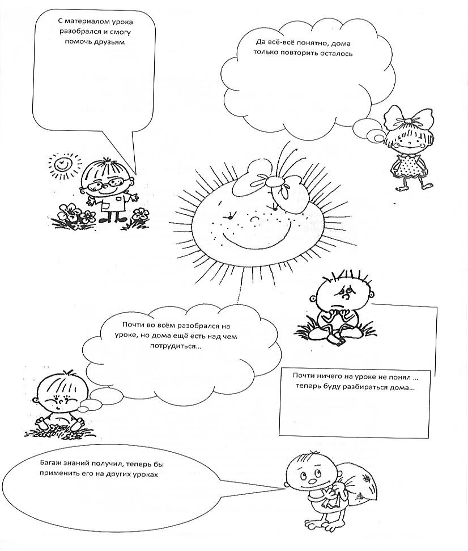 С материалом урока
разобрался и смогу
помочь друзьям
Да всё-всё понятно, дома
только повторить осталось
Почти во всём разобрался на
уроке, но дома ещё есть над чем
потрудиться...
Почти ничего на уроке не понял ...
теперь буду разбираться дома...
Багаж знаний получил, теперь бы
применить его на других уроках